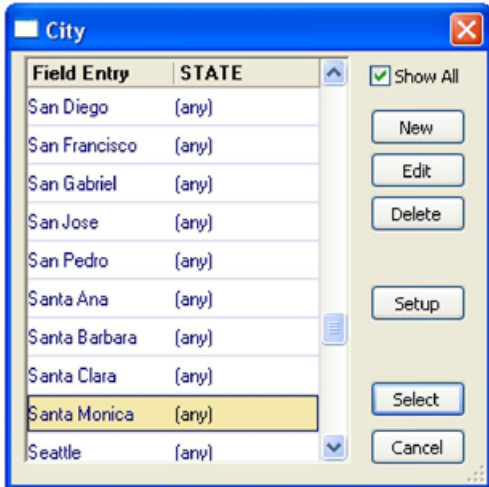 City
Field Entry STATE
San Diego (any)
San Francisco (any)
San Gabriel (any)
San Jose (any)
San Pedro (any)
Santa Ana (any)
Santa Barbara (any)
Santa Clara (any)
Santa Monica (any)
Seattle (any)
Show All
New
Edit
Delete
Setup
Select
Cancel